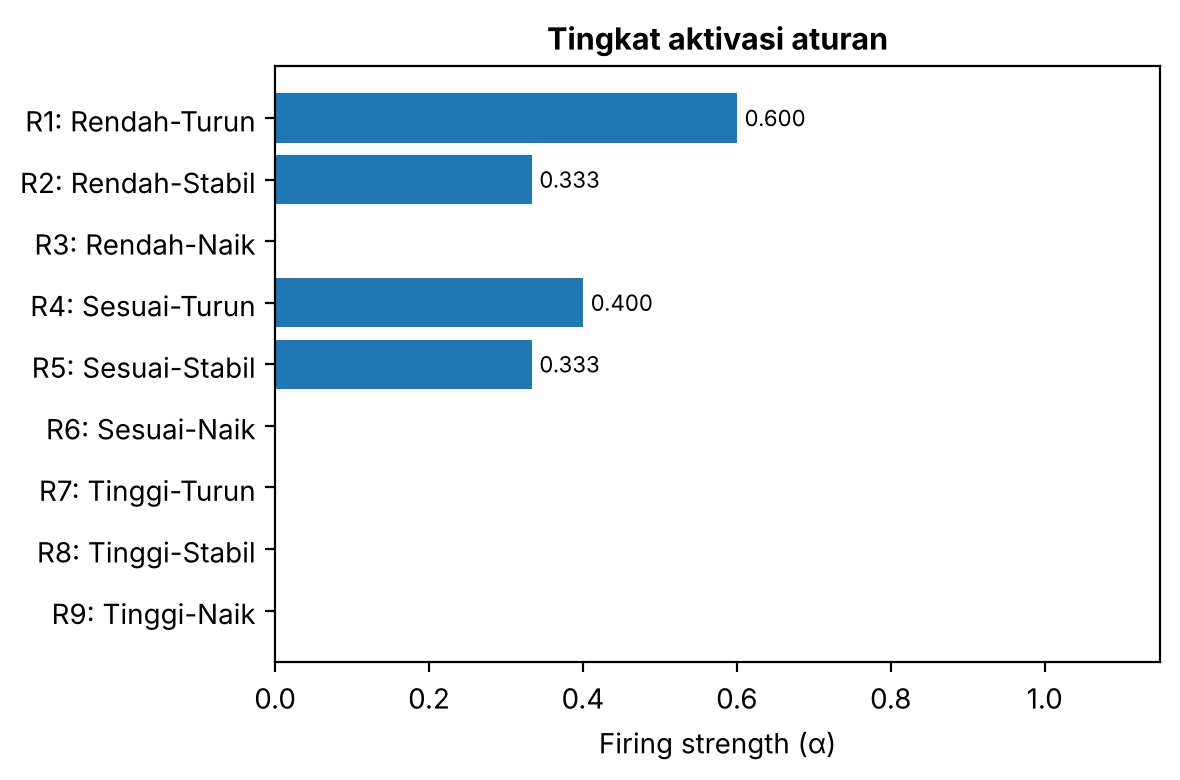 Tingkat aktivasi aturan
R1: Rendah-Turun
0.600
R2: Rendah-Stabil
0.333
R3: Rendah-Naik
R4: Sesuai-Turun
0.400
R5: Sesuai-Stabil
0.333
R6: Sesuai-Naik
R7: Tinggi-Turun
R8: Tinggi-Stabil
R9: Tinggi-Naik
0.0 0.2 0.4 0.6 0.8 1.0
Firing strength (α)